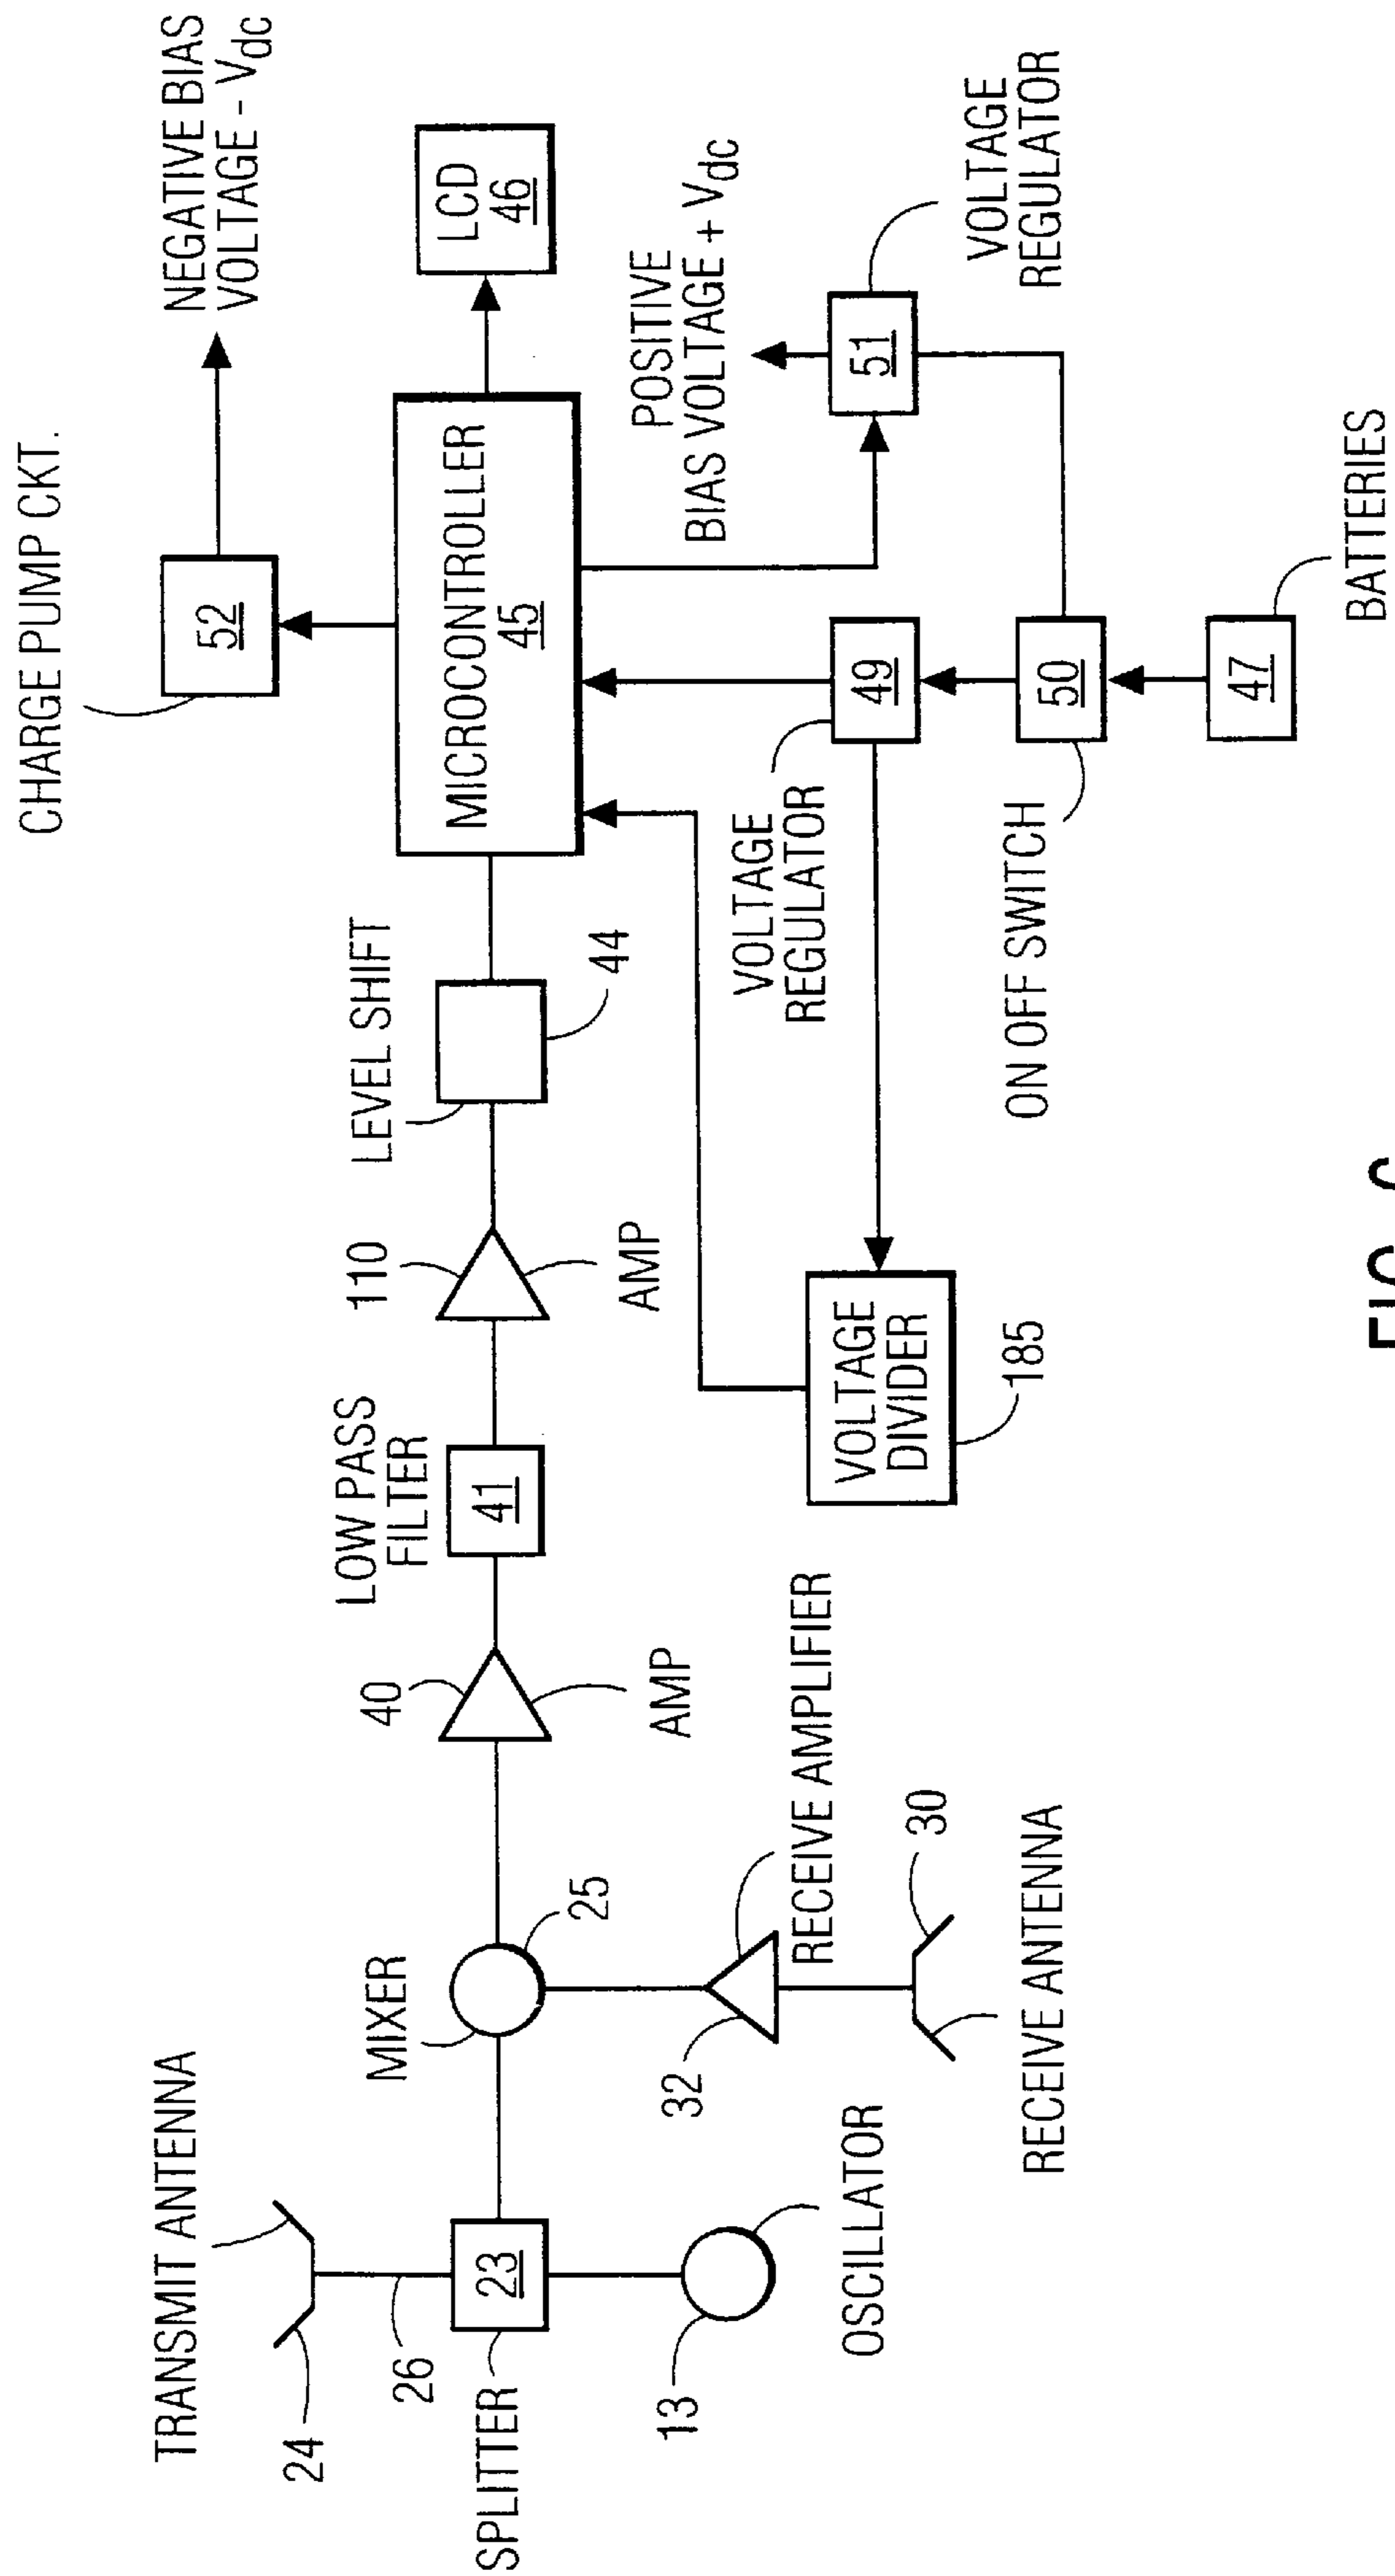 CHARGE PUMP CKT.
NEGATIVE BIAS
VOLTAGE - Vdc
52
TRANSMIT ANTENNA
24
26
SPLITTER
23
13
OSCILLATOR
MIXER
25
32
RECEIVE AMPLIFIER
30
RECEIVE ANTENNA
40
AMP
LOW PASS
FILTER
41
110
AMP
LEVEL SHIFT
44
MICROCONTROLLER
45
LCD
46
POSITIVE
BIAS VOLTAGE + Vdc
51
VOLTAGE
REGULATOR
VOLTAGE
REGULATOR
49
VOLTAGE
DIVIDER
185
ON OFF SWITCH
50
47
BATTERIES